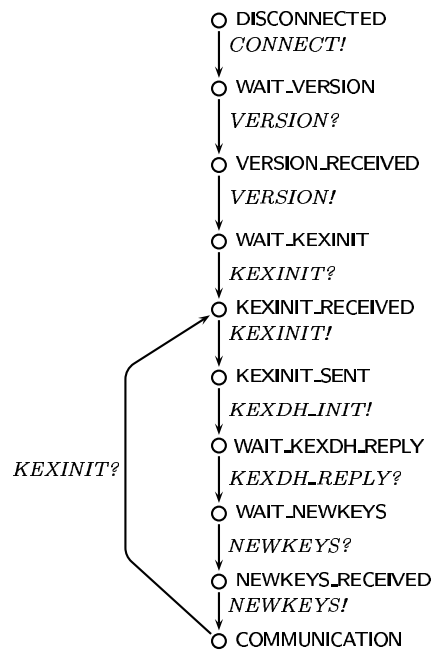 DISCONNECTED
CONNECT!
WAIT_VERSION
VERSION?
VERSION_RECEIVED
VERSION!
WAIT_KEXINIT
KEXINIT?
KEXINIT_RECEIVED
KEXINIT!
KEXINIT_SENT
KEXDH_INIT!
WAIT_KEXDH_REPLY
KEXINIT?
KEXDH_REPLY?
WAIT_NEWKEYS
NEWKEYS?
NEWKEYS_RECEIVED
NEWKEYS!
COMMUNICATION